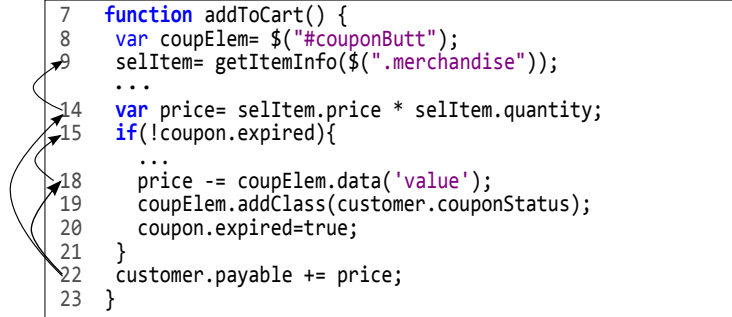 7 function addToCart() {
8 var coupElem= $("#couponButt");
9 selItem= getItemInfo($(".merchandise"));
...
14 var price= selItem.price * selItem.quantity;
15 if(!coupon.expired){
...
18 price -= coupElem.data('value');
19 coupElem.addClass(customer.couponStatus);
20 coupon.expired=true;
21 }
22 customer.payable += price;
23 }